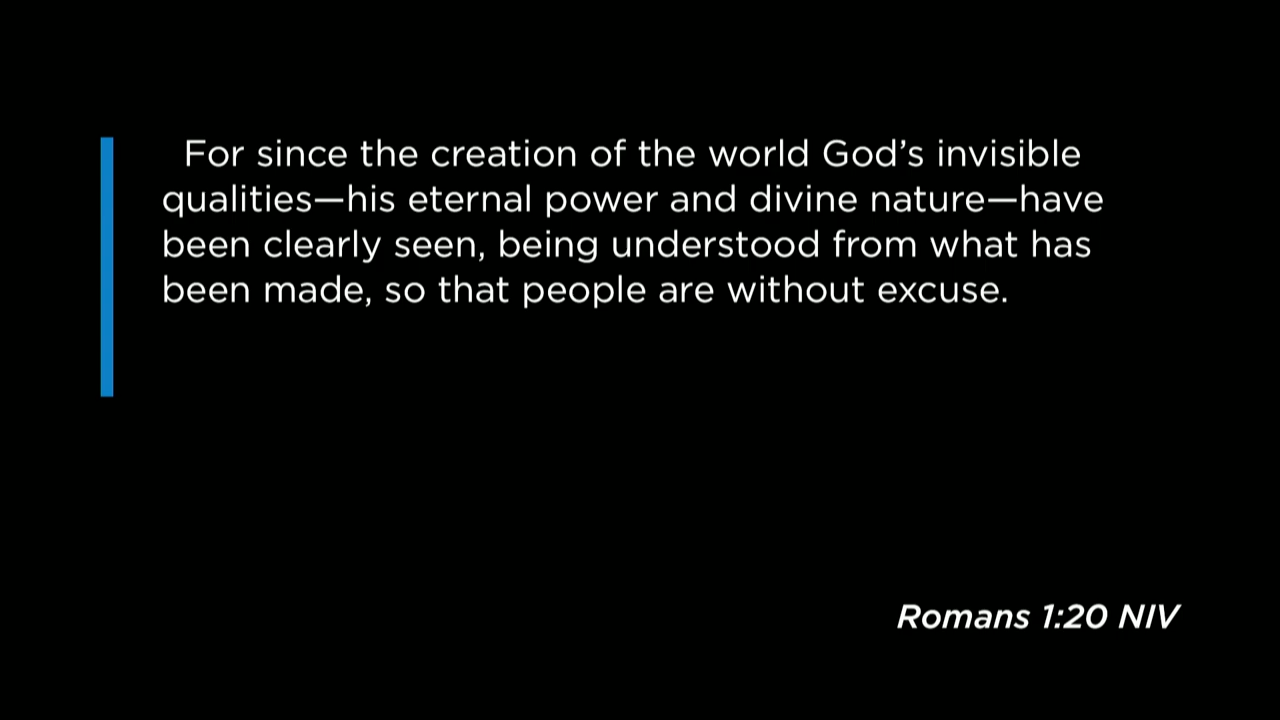 For since the creation of the world God’s invisible
qualities—his eternal power and divine nature—have
been clearly seen, being understood from what has
been made, so that people are without excuse.
Romans 1:20 NIV